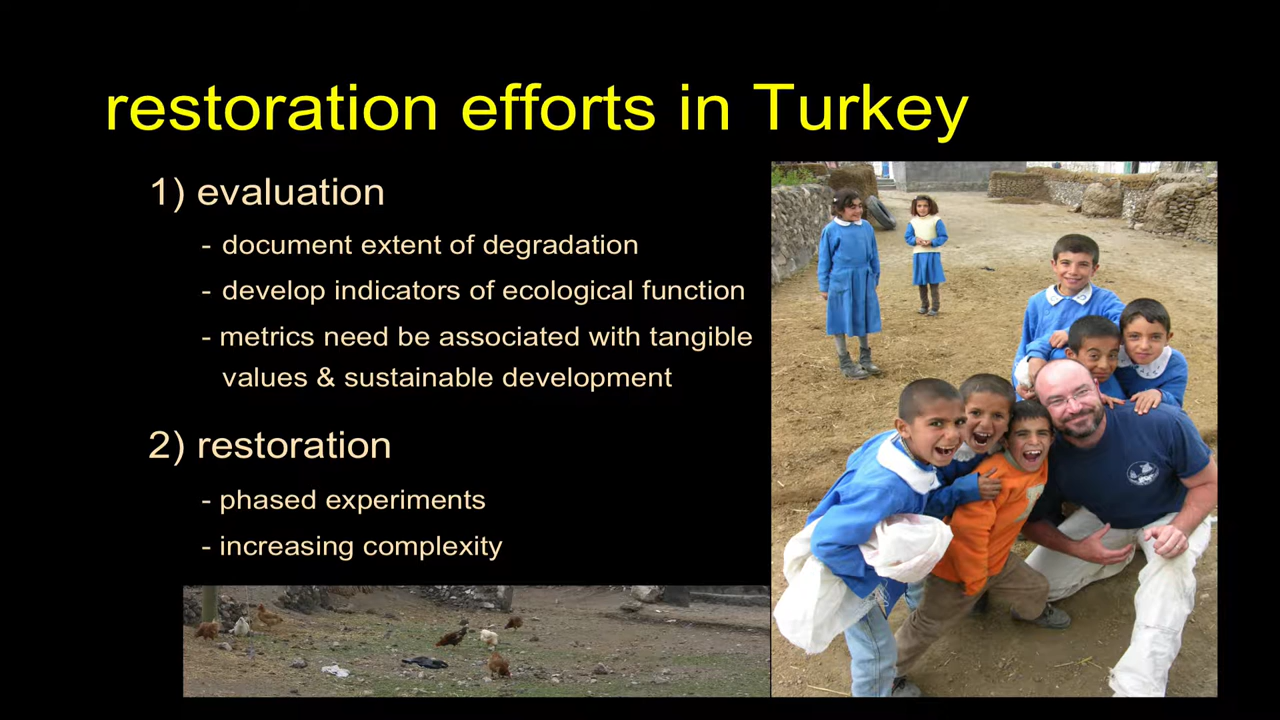 restoration efforts in Turkey
1) evaluation
- document extent of degradation
- develop indicators of ecological function
- metrics need be associated with tangible
values & sustainable development
2) restoration
- phased experiments
- increasing complexity